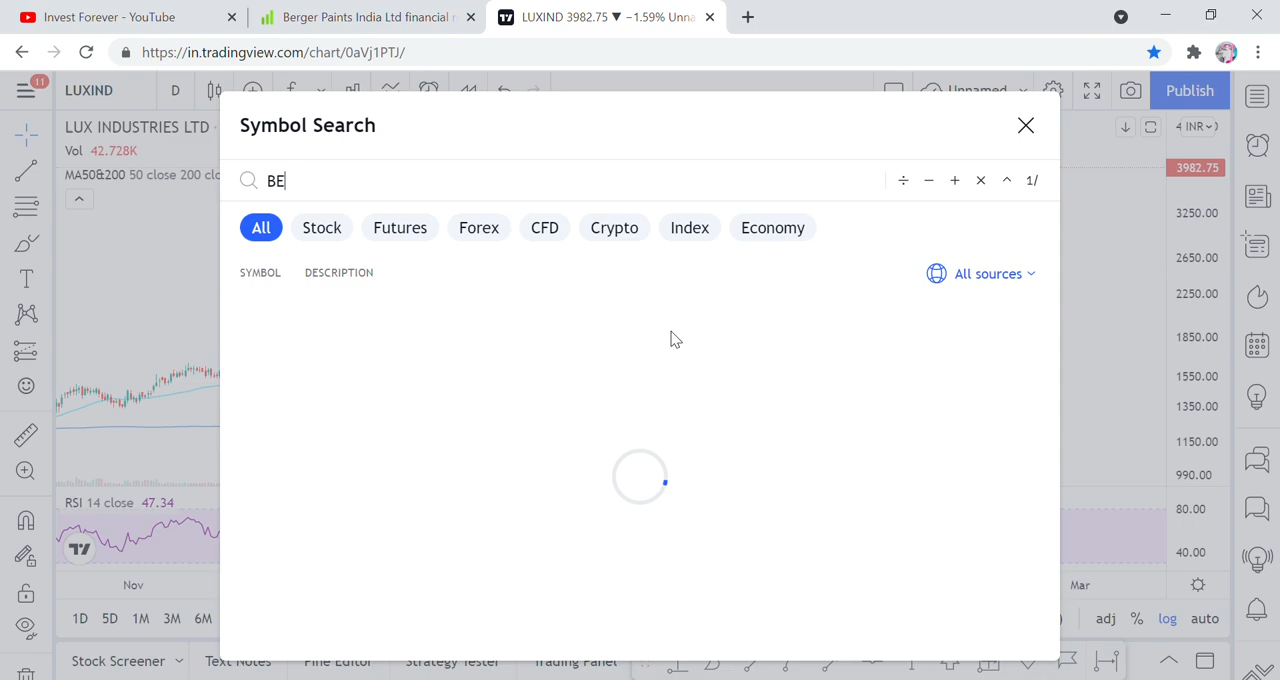 Invest Forever - YouTube
Berger Paints India Ltd financial
LUXIND 3982.75 ▼ −1.59% Unna
https://in.tradingview.com/chart/0aVj1PTJ/
11
LUXIND
D
Unnamed
Publish
LUX INDUSTRIES LTD
Vol 42.728K
MA50&200 50 close 200 clo
4 INR
3982.75
3250.00
2650.00
2250.00
1850.00
1550.00
1350.00
1150.00
990.00
80.00
40.00
Symbol Search
BE
÷ − + × ^ 1/
All Stock Futures Forex CFD Crypto Index Economy
SYMBOL DESCRIPTION
All sources
RSI 14 close 47.34
Nov
Mar
1D 5D 1M 3M 6M
adj % log auto
Stock Screener
Text Notes
Pine Editor
Strategy Tester
Trading Panel